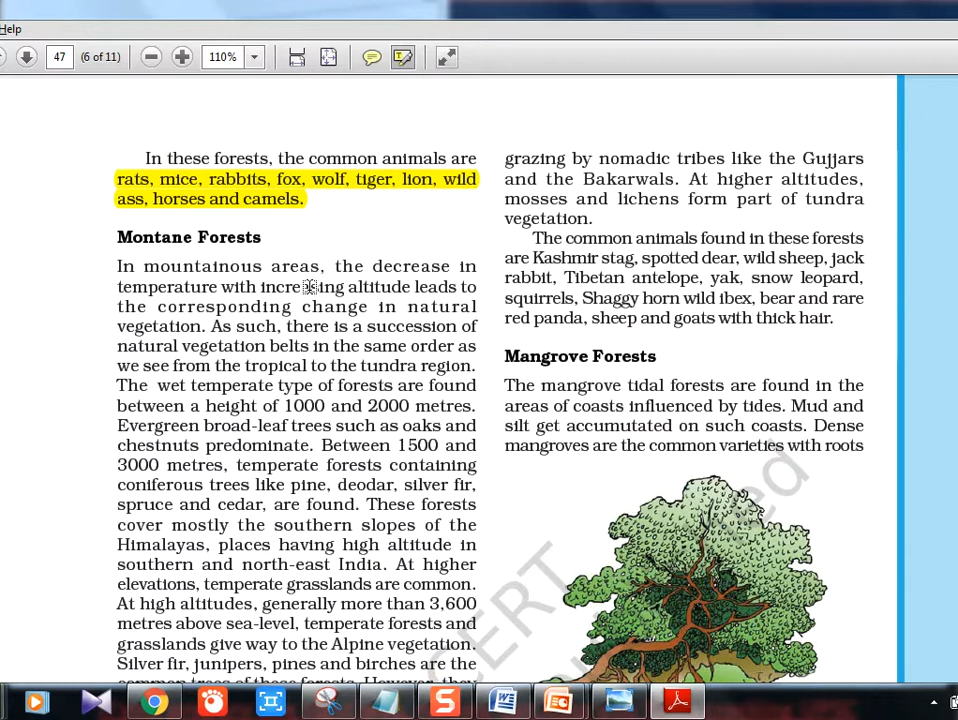 Help
47
(6 of 11)
110%
In these forests, the common animals are
rats, mice, rabbits, fox, wolf, tiger, lion, wild
ass, horses and camels.
Montane Forests
In mountainous areas, the decrease in
temperature with increasing altitude leads to
the corresponding change in natural
vegetation. As such, there is a succession of
natural vegetation belts in the same order as
we see from the tropical to the tundra region.
The wet temperate type of forests are found
between a height of 1000 and 2000 metres.
Evergreen broad-leaf trees such as oaks and
chestnuts predominate. Between 1500 and
3000 metres, temperate forests containing
coniferous trees like pine, deodar, silver fir,
spruce and cedar, are found. These forests
cover mostly the southern slopes of the
Himalayas, places having high altitude in
southern and north-east India. At higher
elevations, temperate grasslands are common.
At high altitudes, generally more than 3,600
metres above sea-level, temperate forests and
grasslands give way to the Alpine vegetation.
Silver fir, junipers, pines and birches are the
common trees of these forests. However, they
grazing by nomadic tribes like the Gujjars
and the Bakarwals. At higher altitudes,
mosses and lichens form part of tundra
vegetation.
The common animals found in these forests
are Kashmir stag, spotted dear, wild sheep, jack
rabbit, Tibetan antelope, yak, snow leopard,
squirrels, Shaggy horn wild ibex, bear and rare
red panda, sheep and goats with thick hair.
Mangrove Forests
The mangrove tidal forests are found in the
areas of coasts influenced by tides. Mud and
silt get accumutated on such coasts. Dense
mangroves are the common varieties with roots